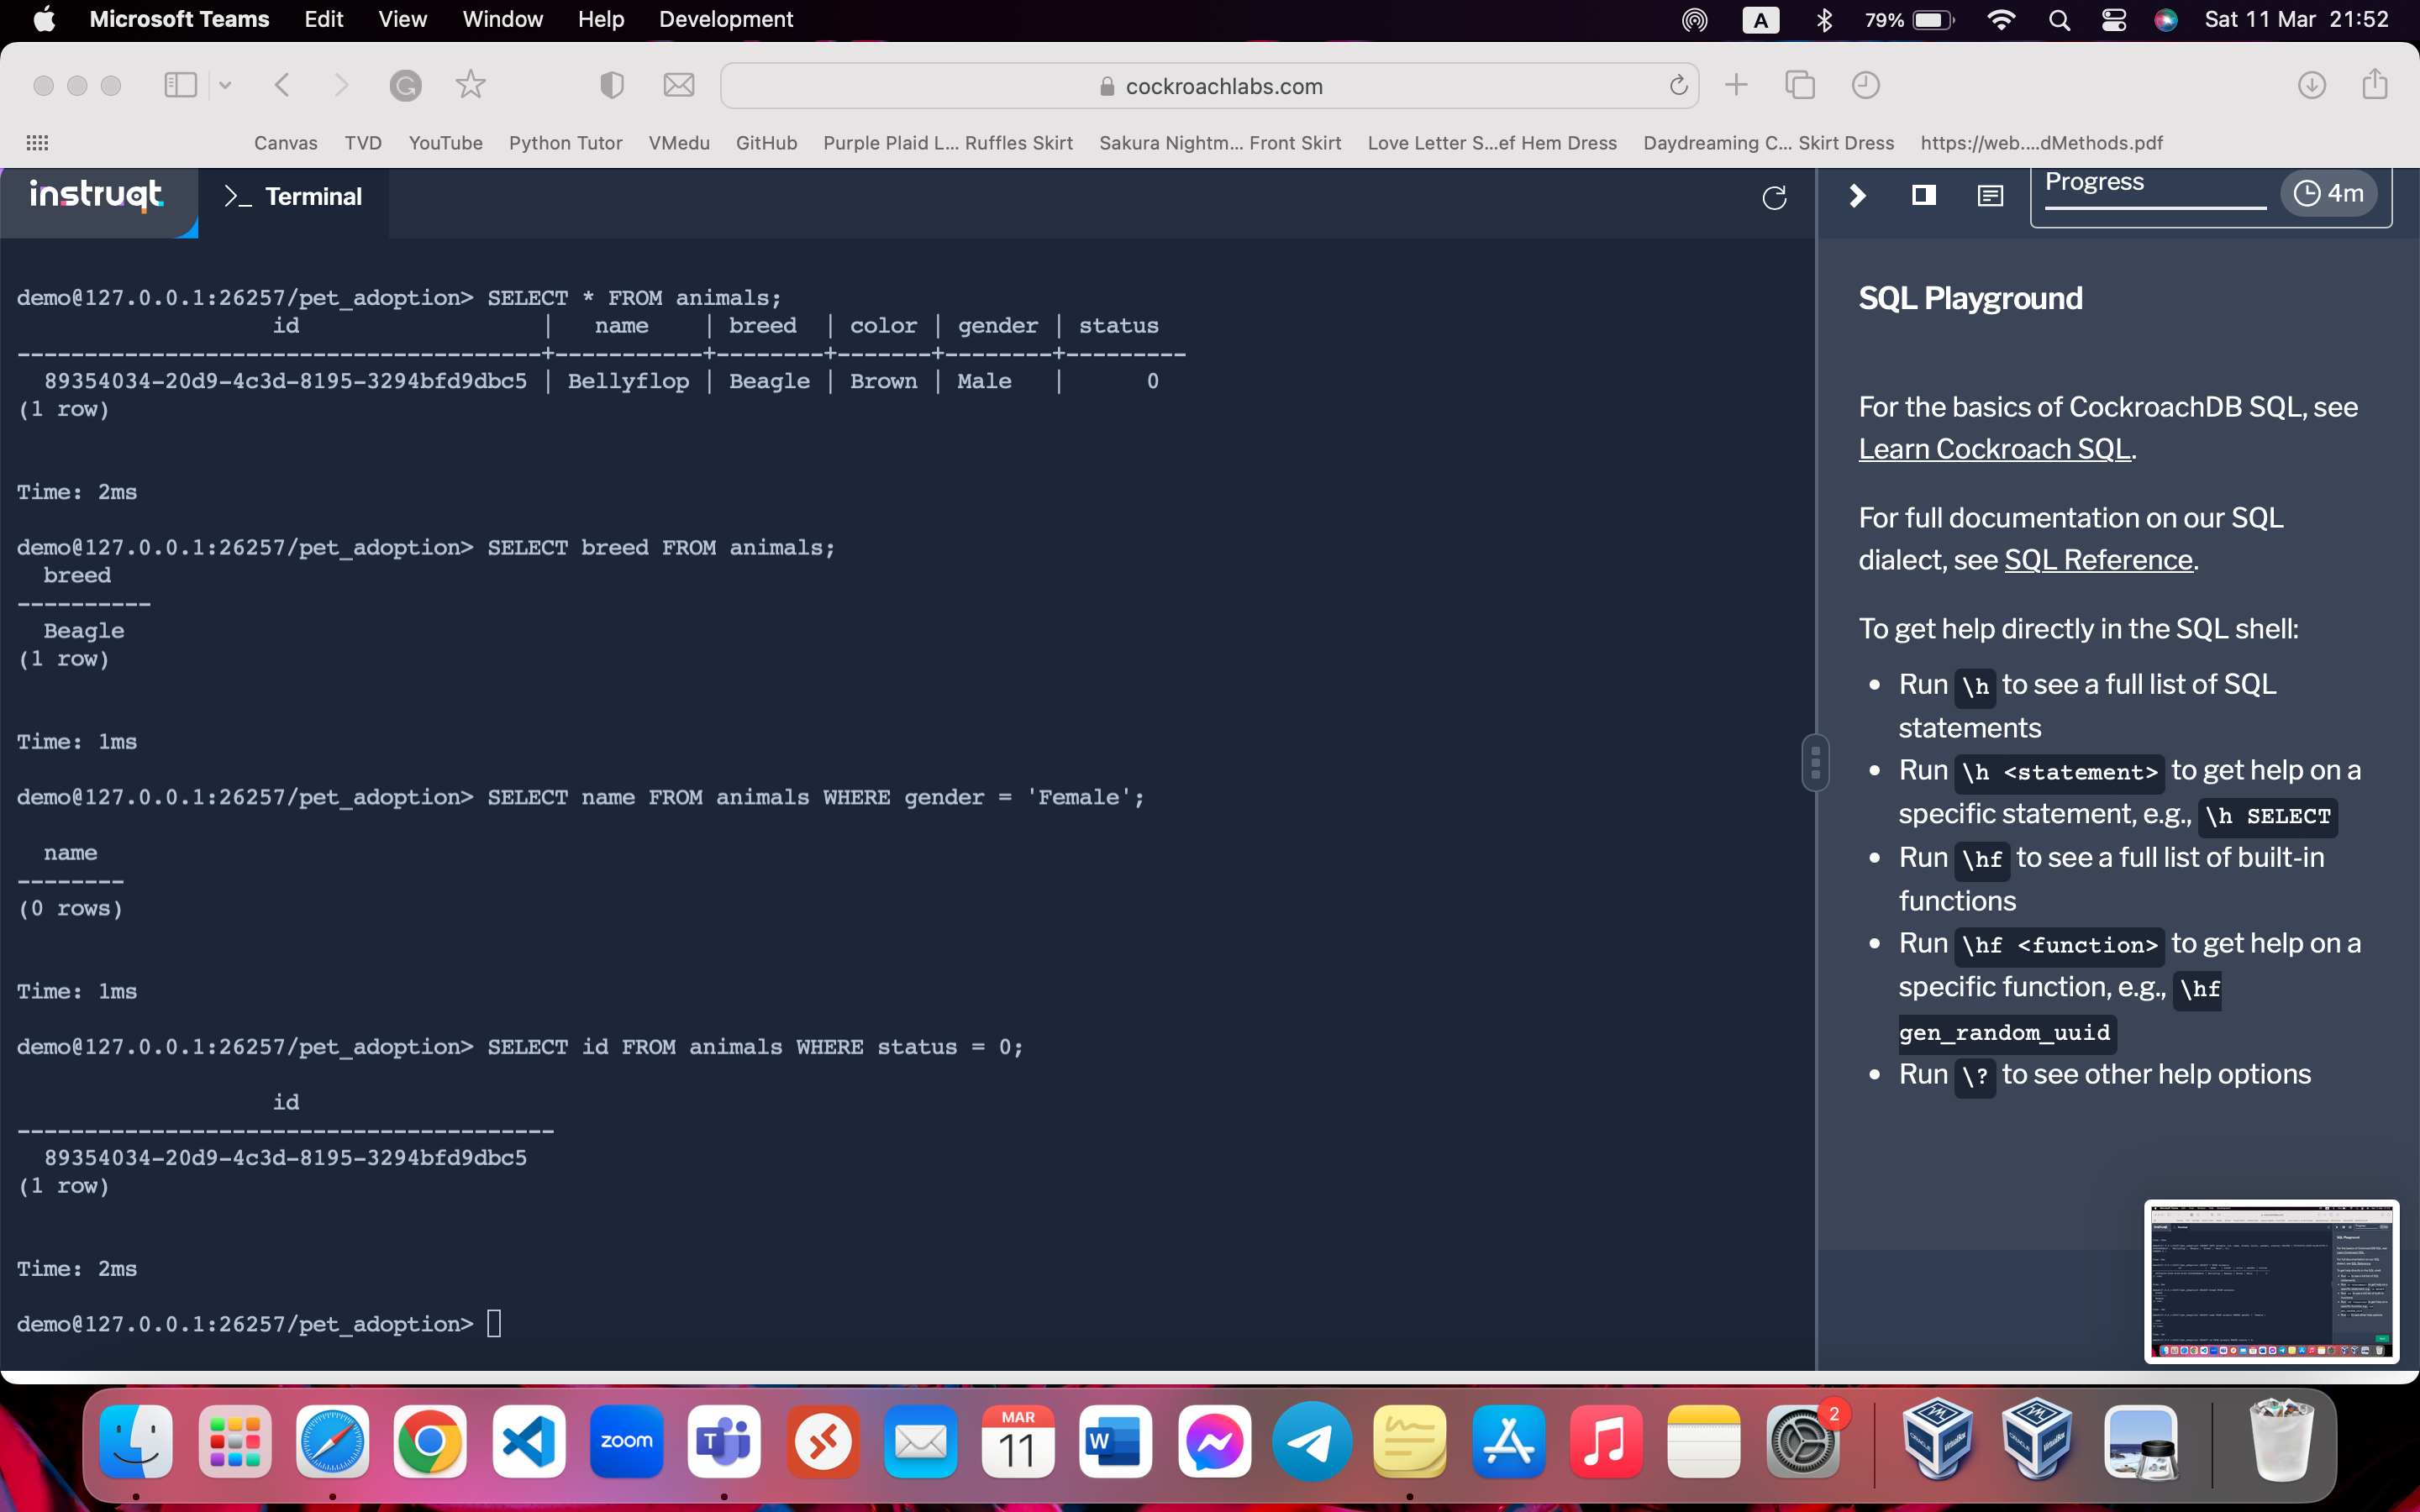 Microsoft Teams Edit View Window Help Development A 79% Sat 11 Mar 21:52
cockroachlabs.com
Canvas TVD YouTube Python Tutor VMedu GitHub Purple Plaid L... Ruffles Skirt Sakura Nightm... Front Skirt Love Letter S...ef Hem Dress Daydreaming C... Skirt Dress https://web....dMethods.pdf
instruqt >_ Terminal
Progress 4m
demo@127.0.0.1:26257/pet_adoption> SELECT * FROM animals;
id | name | breed | color | gender | status
---------------------------------------+-----------+--------+-------+--------+---------
89354034-20d9-4c3d-8195-3294bfd9dbc5 | Bellyflop | Beagle | Brown | Male | 0
(1 row)
Time: 2ms
demo@127.0.0.1:26257/pet_adoption> SELECT breed FROM animals;
breed
----------
Beagle
(1 row)
Time: 1ms
demo@127.0.0.1:26257/pet_adoption> SELECT name FROM animals WHERE gender = 'Female';
name
--------
(0 rows)
Time: 1ms
demo@127.0.0.1:26257/pet_adoption> SELECT id FROM animals WHERE status = 0;
id
----------------------------------------
89354034-20d9-4c3d-8195-3294bfd9dbc5
(1 row)
Time: 2ms
demo@127.0.0.1:26257/pet_adoption>
SQL Playground
For the basics of CockroachDB SQL, see
Learn Cockroach SQL.
For full documentation on our SQL
dialect, see SQL Reference.
To get help directly in the SQL shell:
• Run \h to see a full list of SQL
statements
• Run \h <statement> to get help on a
specific statement, e.g., \h SELECT
• Run \hf to see a full list of built-in
functions
• Run \hf <function> to get help on a
specific function, e.g., \hf
gen_random_uuid
• Run \? to see other help options
zoom
T
MAR
11
W
2